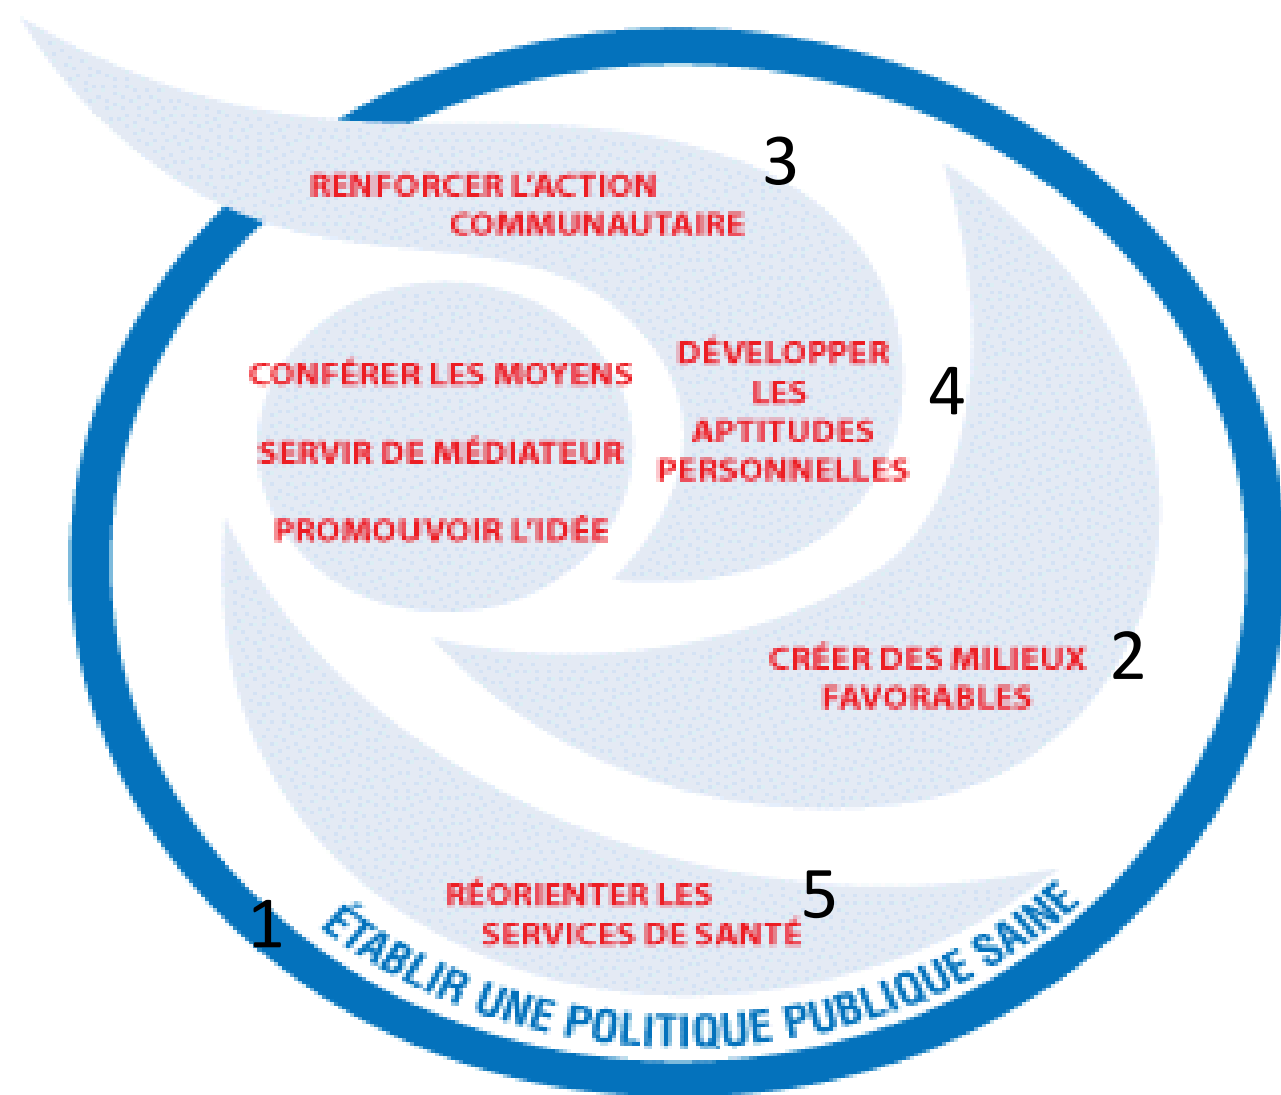 3
RENFORCER L'ACTION
COMMUNAUTAIRE
DÉVELOPPER
LES
APTITUDES
PERSONNELLES
4
CONFÉRER LES MOYENS
SERVIR DE MÉDIATEUR
PROMOUVOIR L'IDÉE
CRÉER DES MILIEUX
FAVORABLES
2
RÉORIENTER LES
SERVICES DE SANTÉ
5
1
ÉTABLIR UNE POLITIQUE PUBLIQUE SAINE